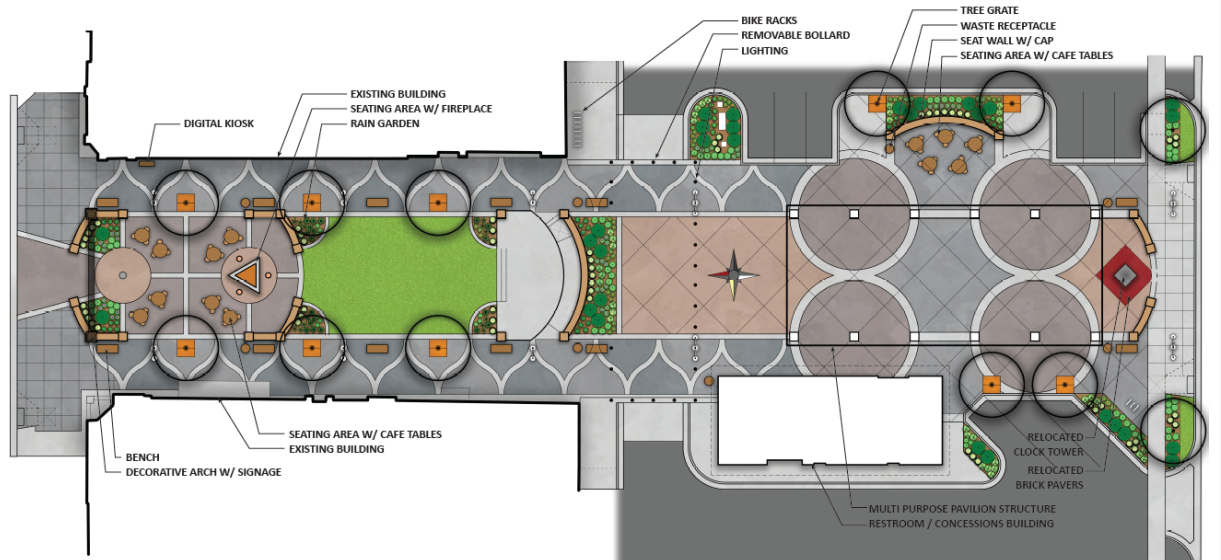 TREE GRATE
BIKE RACKS
WASTE RECEPTACLE
REMOVABLE BOLLARD
SEAT WALL W/ CAP
LIGHTING
SEATING AREA W/ CAFE TABLES
EXISTING BUILDING
SEATING AREA W/ FIREPLACE
DIGITAL KIOSK
RAIN GARDEN
SEATING AREA W/ CAFE TABLES
EXISTING BUILDING
BENCH
DECORATIVE ARCH W/ SIGNAGE
RELOCATED
CLOCK TOWER
RELOCATED
BRICK PAVERS
MULTI PURPOSE PAVILION STRUCTURE
RESTROOM / CONCESSIONS BUILDING